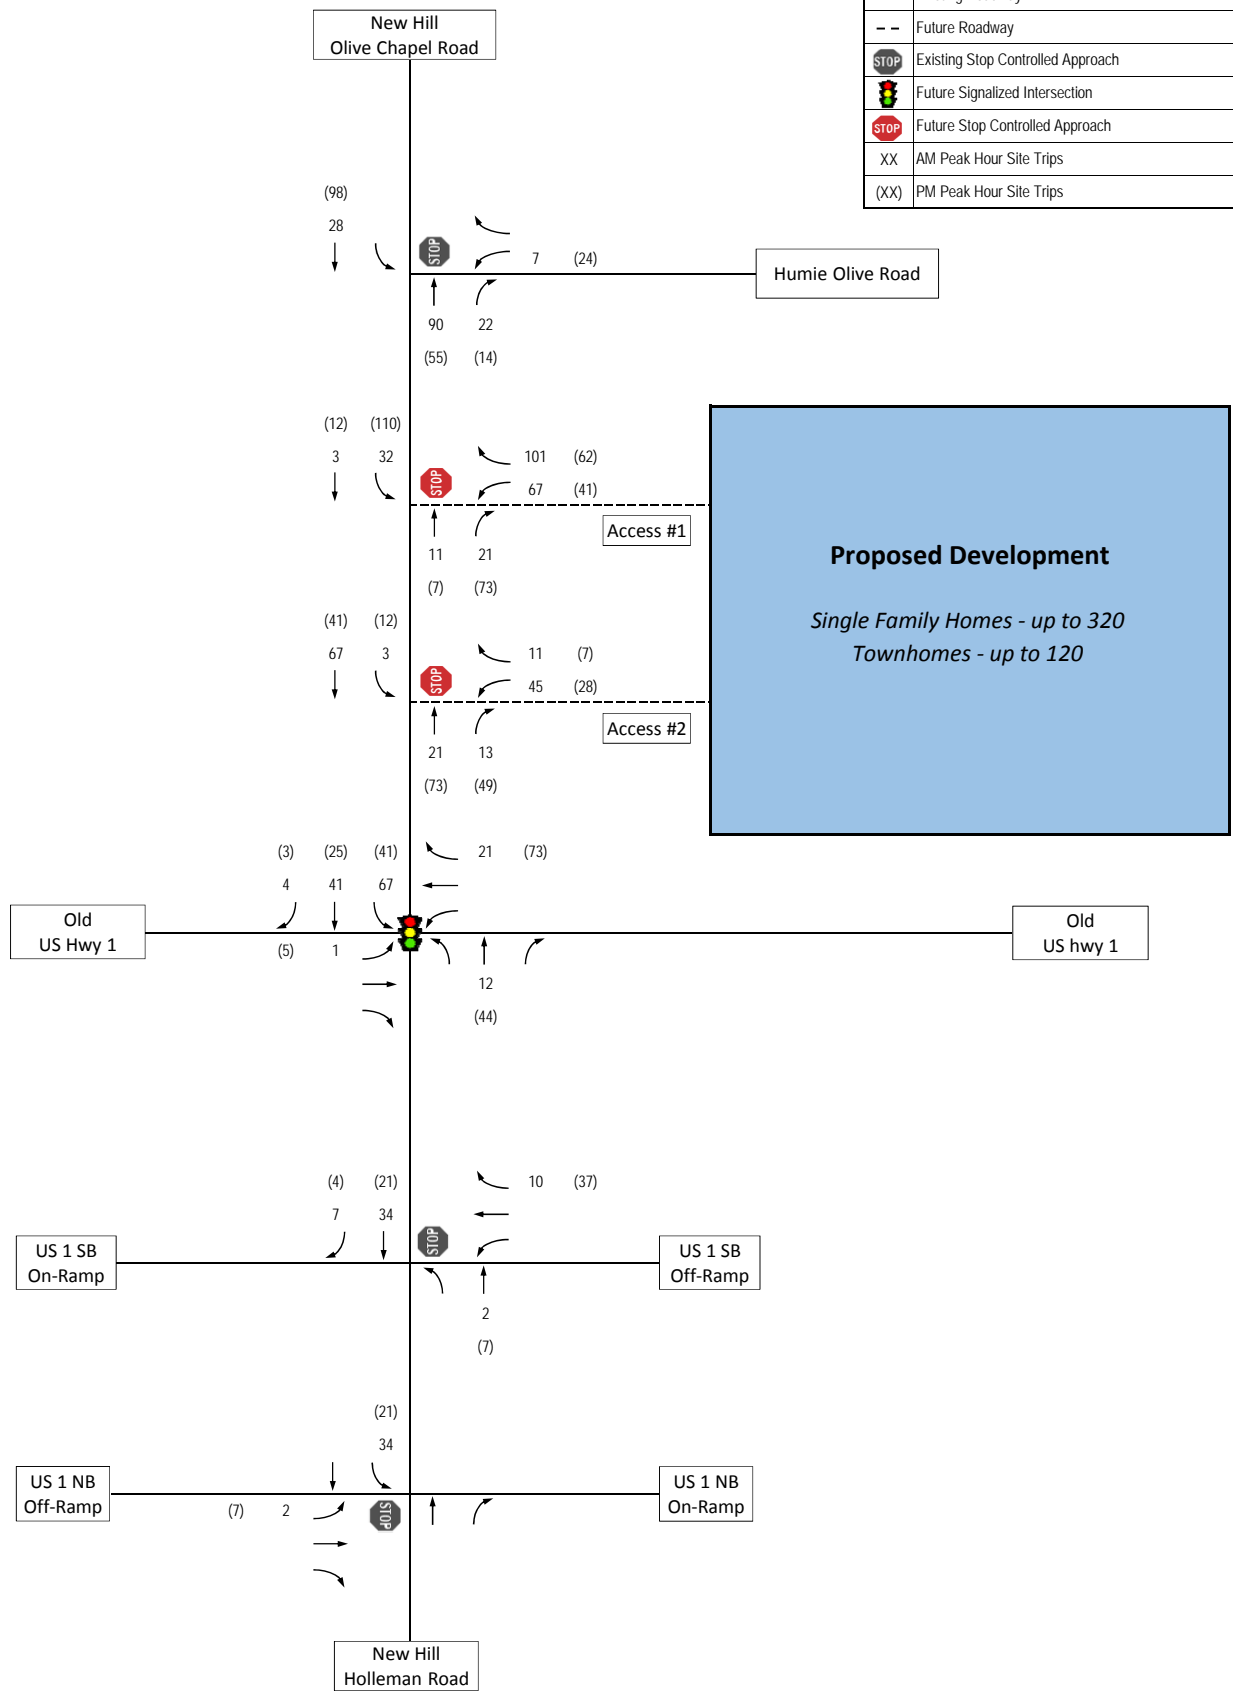 New Hill
Olive Chapel Road
-- Future Roadway
STOP Existing Stop Controlled Approach
Future Signalized Intersection
STOP Future Stop Controlled Approach
XX AM Peak Hour Site Trips
(XX) PM Peak Hour Site Trips
(98)
28
STOP
7 (24)
Humie Olive Road
90 22
(55) (14)
(12) (110)
3 32
101 (62)
STOP
67 (41)
Access #1
11 21
(7) (73)
Proposed Development
Single Family Homes - up to 320
Townhomes - up to 120
(41) (12)
67 3
11 (7)
STOP
45 (28)
Access #2
21 13
(73) (49)
(3) (25) (41)
4 41 67
21 (73)
Old
US Hwy 1
Old
US hwy 1
(5) 1
12
(44)
(4) (21)
7 34
10 (37)
STOP
US 1 SB
On-Ramp
US 1 SB
Off-Ramp
2
(7)
(21)
34
US 1 NB
Off-Ramp
US 1 NB
On-Ramp
(7) 2
STOP
New Hill
Holleman Road